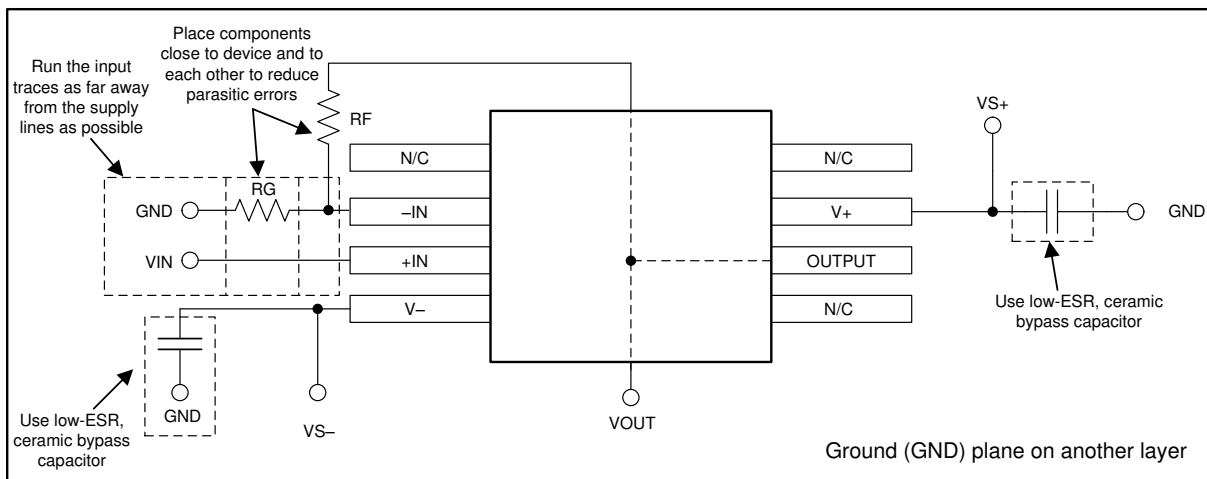 Place components
close to device and to
each other to reduce
parasitic errors
Run the input
traces as far away
from the supply
lines as possible
RF
VS+
N/C
N/C
RG
GND
–IN
V+
GND
VIN
+IN
OUTPUT
V–
N/C
Use low-ESR, ceramic
bypass capacitor
GND
Use low-ESR,
ceramic bypass
capacitor
VS–
VOUT
Ground (GND) plane on another layer